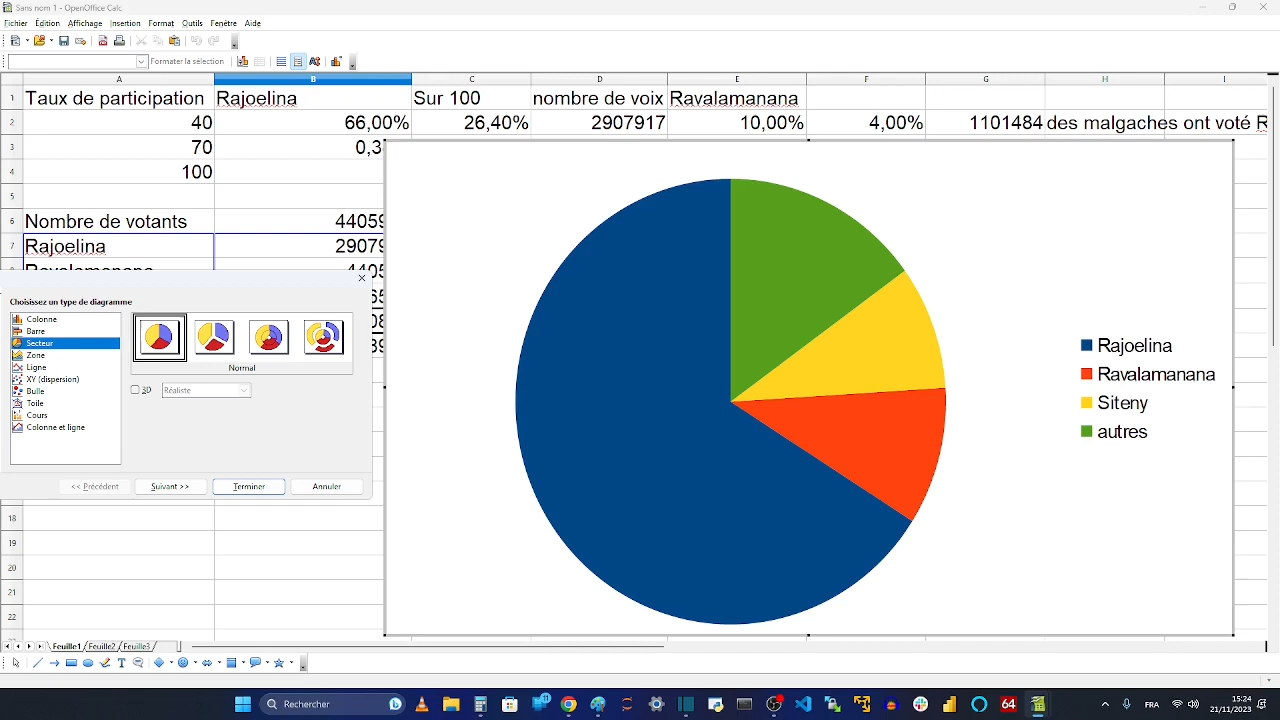 Sans nom 1 - OpenOffice Calc
Fichier Édition Affichage Insertion Format Outils Fenêtre Aide
Formater la sélection
A B C D E F G H I
1 Taux de participation Rajoelina Sur 100 nombre de voix Ravalamanana
2 40 66,00% 26,40% 2907917 10,00% 4,00% 1101484 des malgaches ont voté R
3 70 0,3
4 100
5
6 Nombre de votants 44059
7 Rajoelina 29079
Ravalamanana 4405
Choisissez un type de diagramme
Colonne
Barre
Secteur
Zone
Ligne
XY (dispersion)
Bulle
Toile
Cours
Colonne et ligne
Normal
3D Réaliste
<< Précédent Suivant >> Terminer Annuler
Rajoelina
Ravalamanana
Siteny
autres
18
19
20
21
22
Feuille1 Feuille2 Feuille3
Rechercher
64
FRA
15:24
21/11/2023